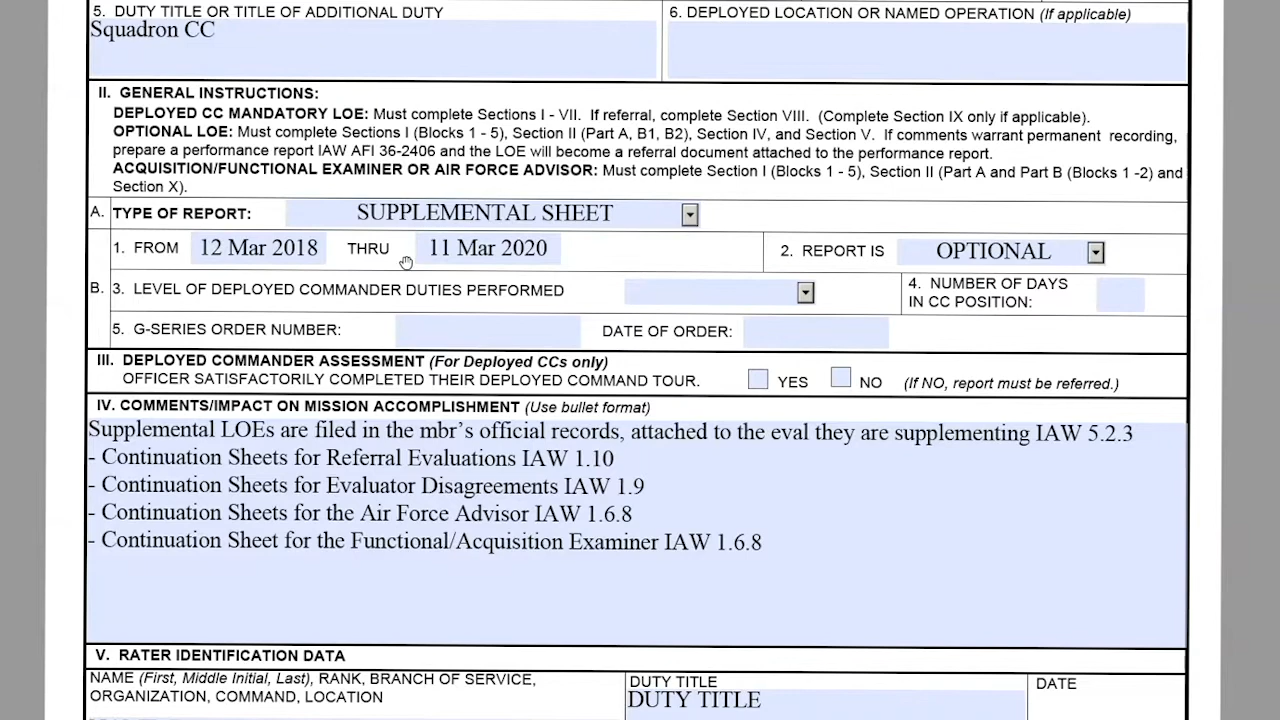 5. DUTY TITLE OR TITLE OF ADDITIONAL DUTY
Squadron CC
6. DEPLOYED LOCATION OR NAMED OPERATION (If applicable)
II. GENERAL INSTRUCTIONS:
DEPLOYED CC MANDATORY LOE: Must complete Sections I - VII. If referral, complete Section VIII. (Complete Section IX only if applicable).
OPTIONAL LOE: Must complete Sections I (Blocks 1 - 5), Section II (Part A, B1, B2), Section IV, and Section V. If comments warrant permanent recording,
prepare a performance report IAW AFI 36-2406 and the LOE will become a referral document attached to the performance report.
ACQUISITION/FUNCTIONAL EXAMINER OR AIR FORCE ADVISOR: Must complete Section I (Blocks 1 - 5), Section II (Part A and Part B (Blocks 1 -2) and
Section X).
A. TYPE OF REPORT: SUPPLEMENTAL SHEET
1. FROM 12 Mar 2018 THRU 11 Mar 2020 2. REPORT IS OPTIONAL
B. 3. LEVEL OF DEPLOYED COMMANDER DUTIES PERFORMED
4. NUMBER OF DAYS
IN CC POSITION:
5. G-SERIES ORDER NUMBER: DATE OF ORDER:
III. DEPLOYED COMMANDER ASSESSMENT (For Deployed CCs only)
OFFICER SATISFACTORILY COMPLETED THEIR DEPLOYED COMMAND TOUR. YES NO (If NO, report must be referred.)
IV. COMMENTS/IMPACT ON MISSION ACCOMPLISHMENT (Use bullet format)
Supplemental LOEs are filed in the mbr's official records, attached to the eval they are supplementing IAW 5.2.3
- Continuation Sheets for Referral Evaluations IAW 1.10
- Continuation Sheets for Evaluator Disagreements IAW 1.9
- Continuation Sheets for the Air Force Advisor IAW 1.6.8
- Continuation Sheet for the Functional/Acquisition Examiner IAW 1.6.8
V. RATER IDENTIFICATION DATA
NAME (First, Middle Initial, Last), RANK, BRANCH OF SERVICE,
ORGANIZATION, COMMAND, LOCATION
DUTY TITLE
DUTY TITLE
DATE